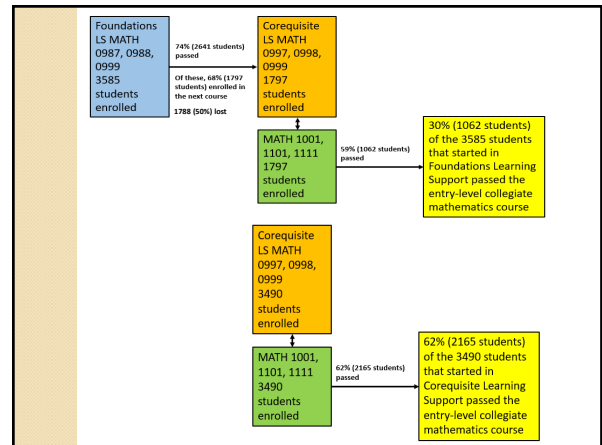 Foundations
LS MATH
0987, 0988,
0999
3585
students
enrolled
74% (2641 students)
passed
Of these, 68% (1797
students) enrolled in
the next course
1788 (50%) lost
Corequisite
LS MATH
0997, 0998,
0999
1797
students
enrolled
MATH 1001,
1101, 1111
1797
students
enrolled
59% (1062 students)
passed
30% (1062 students)
of the 3585 students
that started in
Foundations Learning
Support passed the
entry-level collegiate
mathematics course
Corequisite
LS MATH
0997, 0998,
0999
3490
students
enrolled
MATH 1001,
1101, 1111
3490
students
enrolled
62% (2165 students)
passed
62% (2165 students)
of the 3490 students
that started in
Corequisite Learning
Support passed the
entry-level collegiate
mathematics course